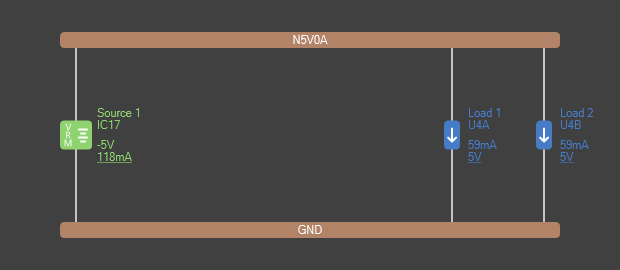 N5V0A
Source 1
IC17
VRM
-5V
118mA
Load 1
U4A
59mA
5V
Load 2
U4B
59mA
5V
GND